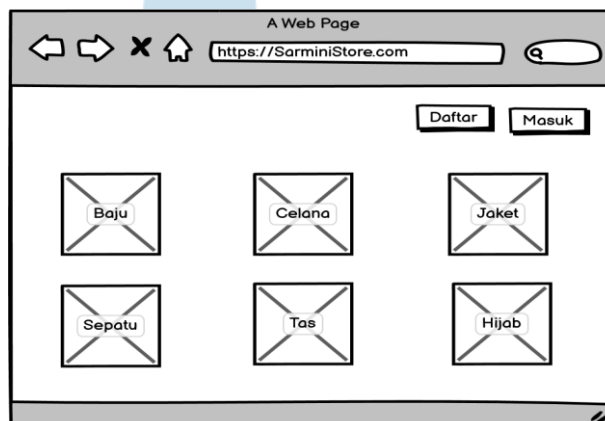 A Web Page
https://SarminiStore.com
Daftar Masuk
Baju Celana Jaket
Sepatu Tas Hijab